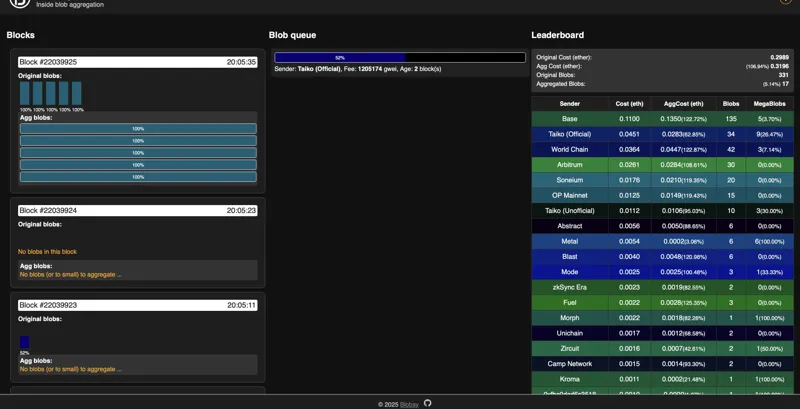 Inside blob aggregation
Blocks
Block #22039925 20:05:35
Original blobs:
100% 100% 100% 100% 100%
Agg blobs:
100%
100%
100%
100%
100%
Block #22039924 20:05:23
Original blobs:
No blobs in this block
Agg blobs:
No blobs (or to small) to aggregate ...
Block #22039923 20:05:11
Original blobs:
52%
Agg blobs:
No blobs (or to small) to aggregate ...
Blob queue
52%
Sender: Taiko (Official), Fee: 1205174 gwei, Age: 2 block(s)
Leaderboard
Original Cost (ether): 0.2989
Agg Cost (ether): (106.94%) 0.3196
Original Blobs: 331
Aggregated Blobs: (5.14%) 17
Sender Cost (eth) AggCost (eth) Blobs MegaBlobs
Base 0.1100 0.1350(122.72%) 135 5(3.70%)
Taiko (Official) 0.0451 0.0283(62.85%) 34 9(26.47%)
World Chain 0.0364 0.0447(122.87%) 42 3(7.14%)
Arbitrum 0.0261 0.0284(108.61%) 30 0(0.00%)
Soneium 0.0176 0.0210(119.35%) 20 0(0.00%)
OP Mainnet 0.0125 0.0149(119.43%) 15 0(0.00%)
Taiko (Unofficial) 0.0112 0.0106(95.03%) 10 3(30.00%)
Abstract 0.0056 0.0050(88.65%) 6 0(0.00%)
Metal 0.0054 0.0002(3.06%) 6 6(100.00%)
Blast 0.0040 0.0048(120.98%) 6 0(0.00%)
Mode 0.0025 0.0025(100.48%) 3 1(33.33%)
zkSync Era 0.0023 0.0019(82.55%) 2 0(0.00%)
Fuel 0.0022 0.0028(125.35%) 3 0(0.00%)
Morph 0.0022 0.0018(82.28%) 1 1(100.00%)
Unichain 0.0017 0.0012(68.58%) 2 0(0.00%)
Zircuit 0.0016 0.0007(42.61%) 2 1(50.00%)
Camp Network 0.0015 0.0014(93.30%) 2 0(0.00%)
Kroma 0.0011 0.0002(21.48%) 1 1(100.00%)
© 2025 Blobsy